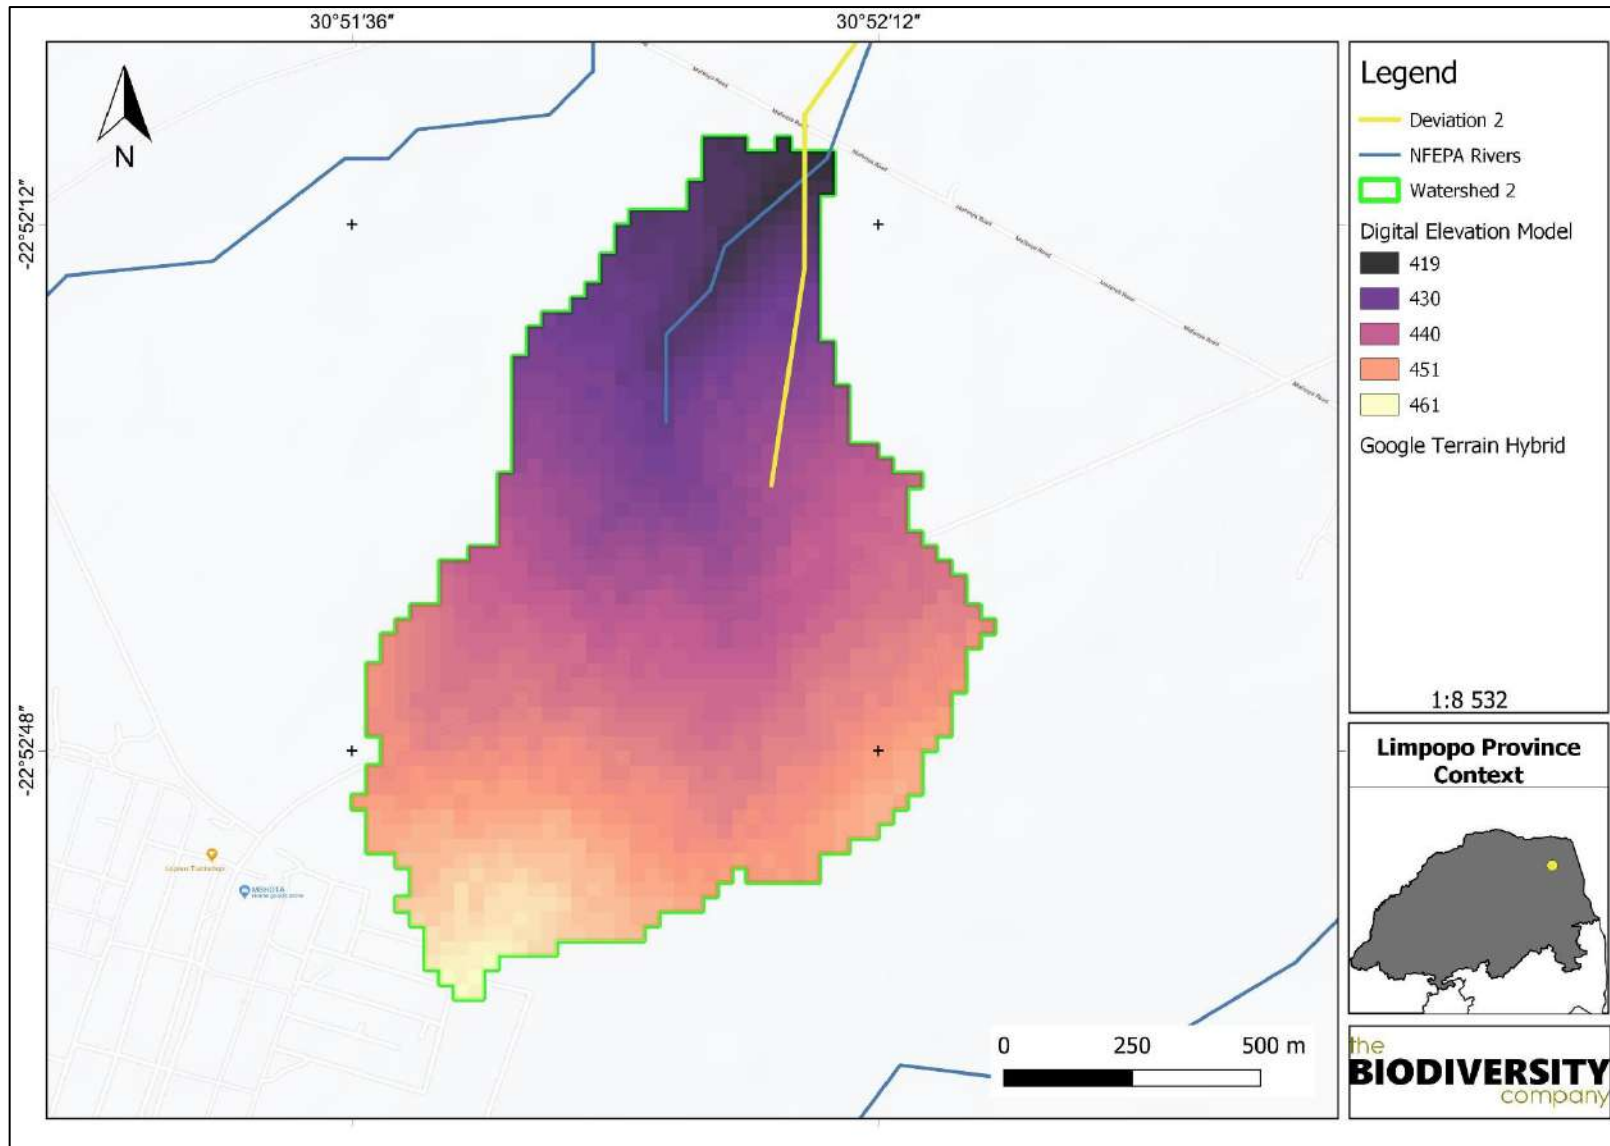 30°51'36"
30°52'12"
-22°52'12"
-22°52'48"
N
Legend
Deviation 2
NFEPA Rivers
Watershed 2
Digital Elevation Model
419
430
440
451
461
Google Terrain Hybrid
1:8 532
Limpopo Province
Context
0 250 500 m
the
BIODIVERSITY
company